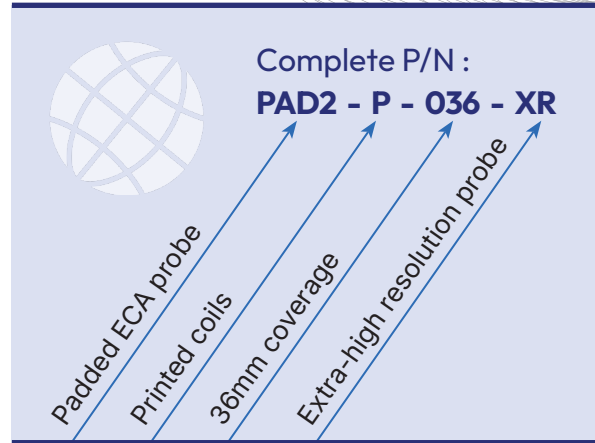 Complete P/N :
PAD2 - P - 036 - XR
Padded ECA probe
Printed coils
36mm coverage
Extra-high resolution probe